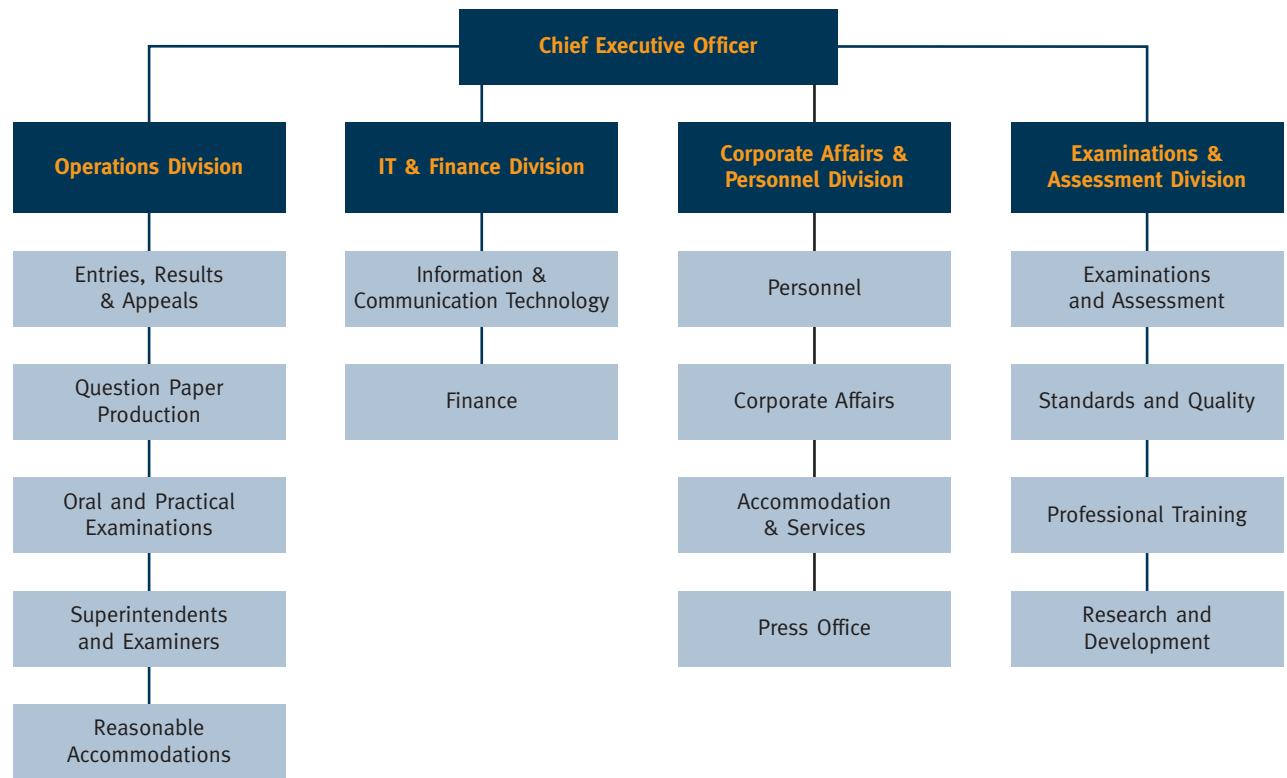 Chief Executive Officer
Operations Division
IT & Finance Division
Corporate Affairs &
Personnel Division
Examinations &
Assessment Division
Entries, Results
& Appeals
Information &
Communication Technology
Personnel
Examinations
and Assessment
Question Paper
Production
Finance
Corporate Affairs
Standards and Quality
Oral and Practical
Examinations
Accommodation
& Services
Professional Training
Superintendents
and Examiners
Press Office
Research and
Development
Reasonable
Accommodations